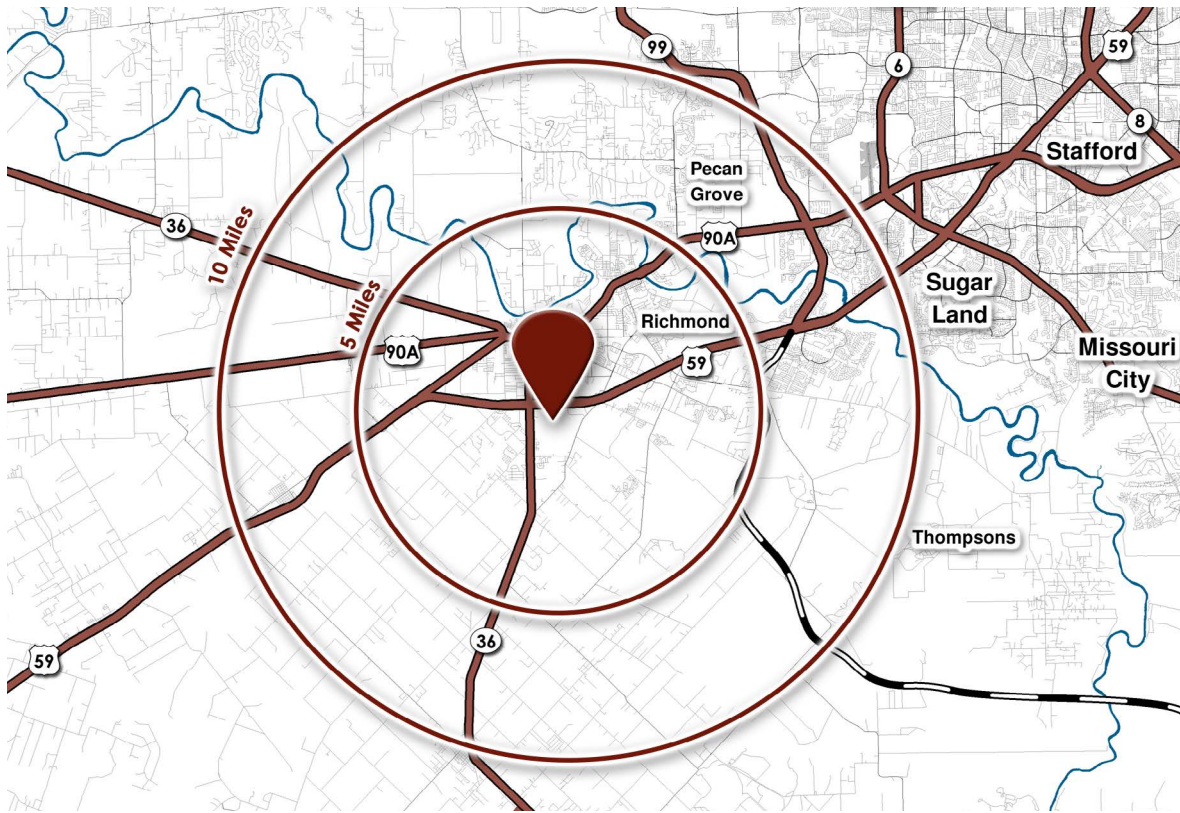 99
59
6
8
Stafford
Pecan
Grove
36
90A
10 Miles
5 Miles
Sugar
Land
Richmond
90A
59
Missouri
City
Thompsons
36
59